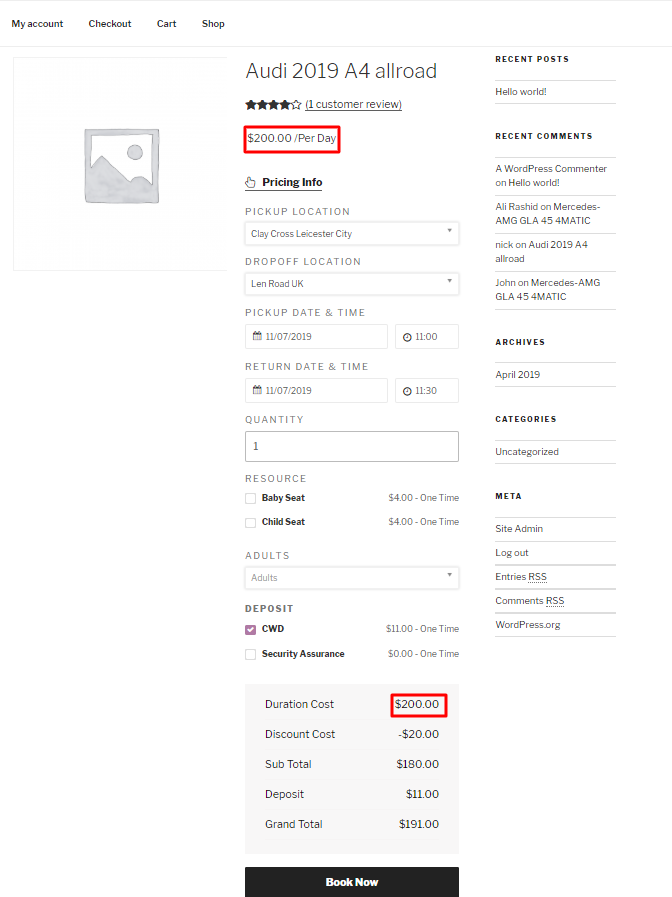 My account Checkout Cart Shop
Audi 2019 A4 allroad
(1 customer review)
$200.00 /Per Day
Pricing Info
PICKUP LOCATION
Clay Cross Leicester City
DROPOFF LOCATION
Len Road UK
PICKUP DATE & TIME
11/07/2019 11:00
RETURN DATE & TIME
11/07/2019 11:30
QUANTITY
1
RESOURCE
Baby Seat $4.00 - One Time
Child Seat $4.00 - One Time
ADULTS
Adults
DEPOSIT
CWD $11.00 - One Time
Security Assurance $0.00 - One Time
Duration Cost $200.00
Discount Cost -$20.00
Sub Total $180.00
Deposit $11.00
Grand Total $191.00
Book Now
RECENT POSTS
Hello world!
RECENT COMMENTS
A WordPress Commenter
on Hello world!
Ali Rashid on Mercedes-
AMG GLA 45 4MATIC
nick on Audi 2019 A4
allroad
John on Mercedes-AMG
GLA 45 4MATIC
ARCHIVES
April 2019
CATEGORIES
Uncategorized
META
Site Admin
Log out
Entries RSS
Comments RSS
WordPress.org